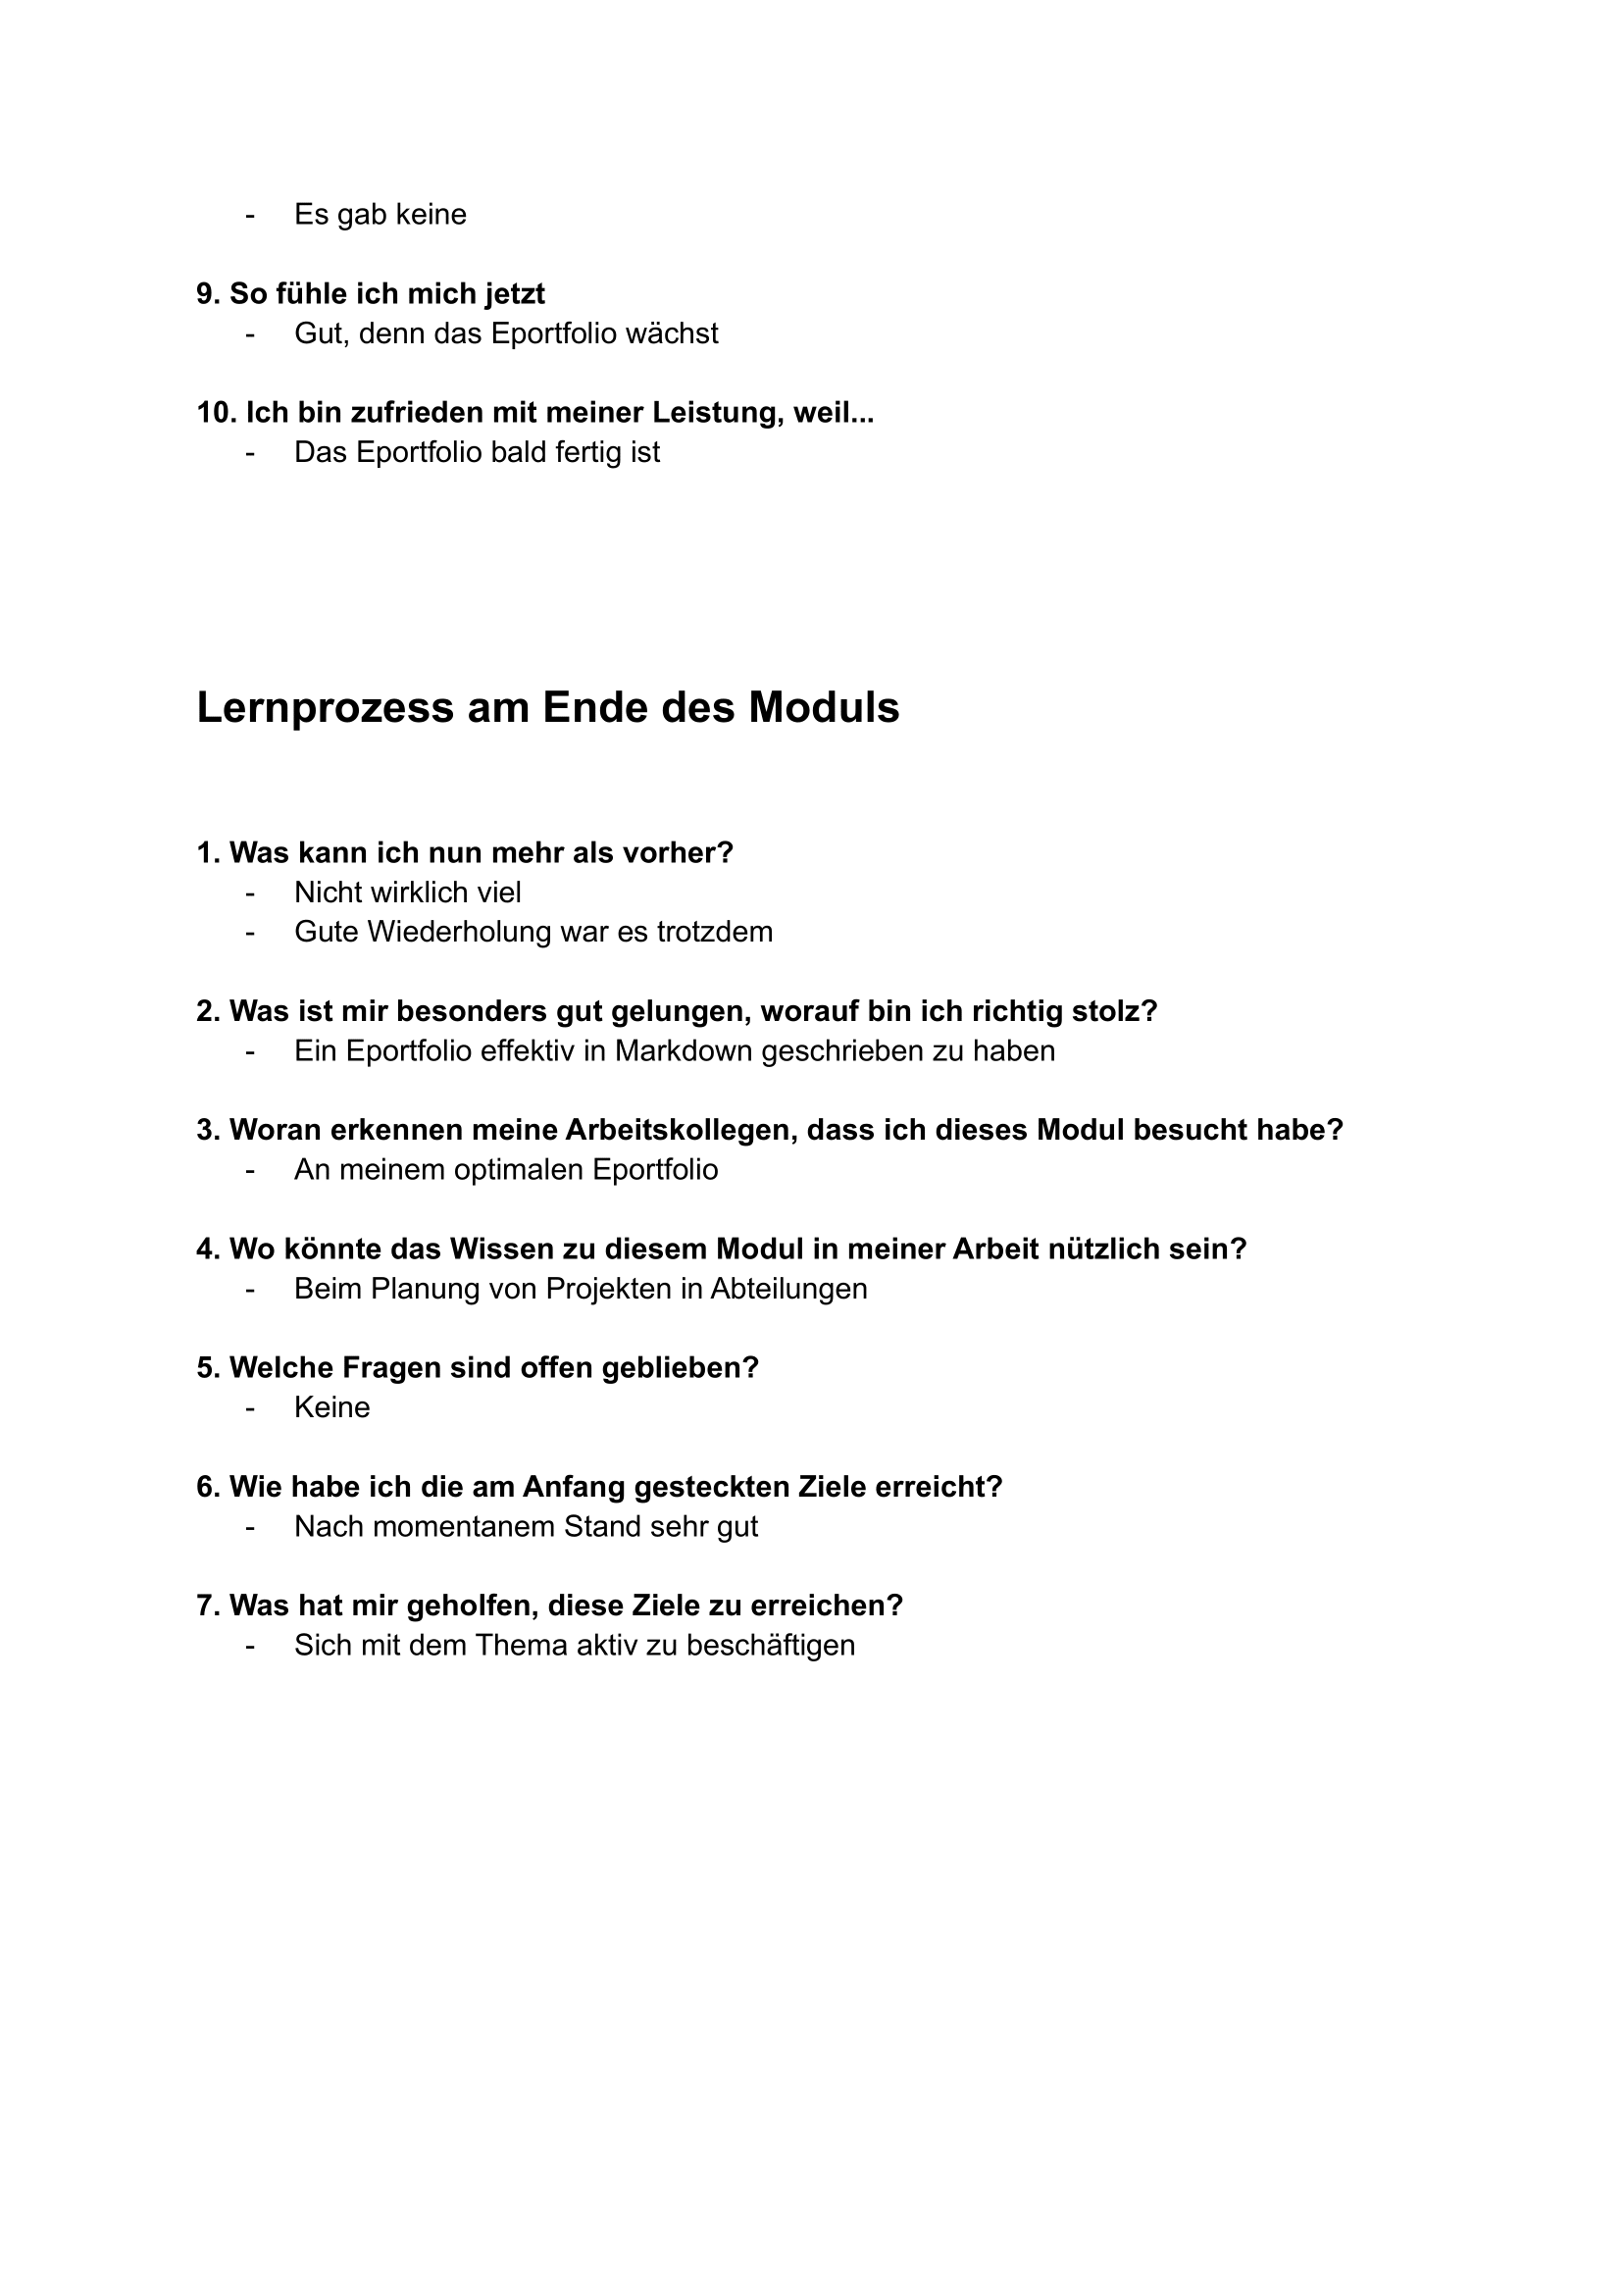 - Es gab keine
9. So fühle ich mich jetzt
- Gut, denn das Eportfolio wächst
10. Ich bin zufrieden mit meiner Leistung, weil...
- Das Eportfolio bald fertig ist
Lernprozess am Ende des Moduls
1. Was kann ich nun mehr als vorher?
- Nicht wirklich viel
- Gute Wiederholung war es trotzdem
2. Was ist mir besonders gut gelungen, worauf bin ich richtig stolz?
- Ein Eportfolio effektiv in Markdown geschrieben zu haben
3. Woran erkennen meine Arbeitskollegen, dass ich dieses Modul besucht habe?
- An meinem optimalen Eportfolio
4. Wo könnte das Wissen zu diesem Modul in meiner Arbeit nützlich sein?
- Beim Planung von Projekten in Abteilungen
5. Welche Fragen sind offen geblieben?
- Keine
6. Wie habe ich die am Anfang gesteckten Ziele erreicht?
- Nach momentanem Stand sehr gut
7. Was hat mir geholfen, diese Ziele zu erreichen?
- Sich mit dem Thema aktiv zu beschäftigen